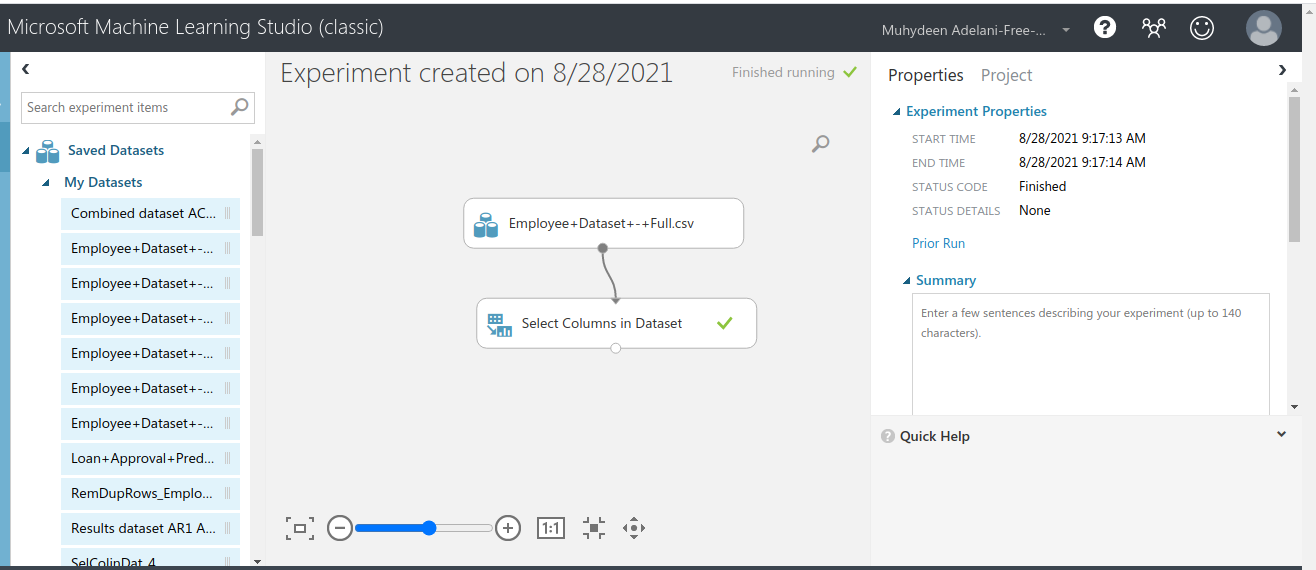 Microsoft Machine Learning Studio (classic)
Muhydeen Adelani-Free-...
?
Search experiment items
Saved Datasets
My Datasets
Combined dataset AC...
Employee+Dataset+-...
Employee+Dataset+-...
Employee+Dataset+-...
Employee+Dataset+-...
Employee+Dataset+-...
Employee+Dataset+-...
Loan+Approval+Pred...
RemDupRows_Emplo...
Results dataset AR1 A...
SelColinDat_4
Experiment created on 8/28/2021
Finished running
Employee+Dataset+-+Full.csv
Select Columns in Dataset
1:1
Properties Project
Experiment Properties
START TIME 8/28/2021 9:17:13 AM
END TIME 8/28/2021 9:17:14 AM
STATUS CODE Finished
STATUS DETAILS None
Prior Run
Summary
Enter a few sentences describing your experiment (up to 140
characters).
? Quick Help